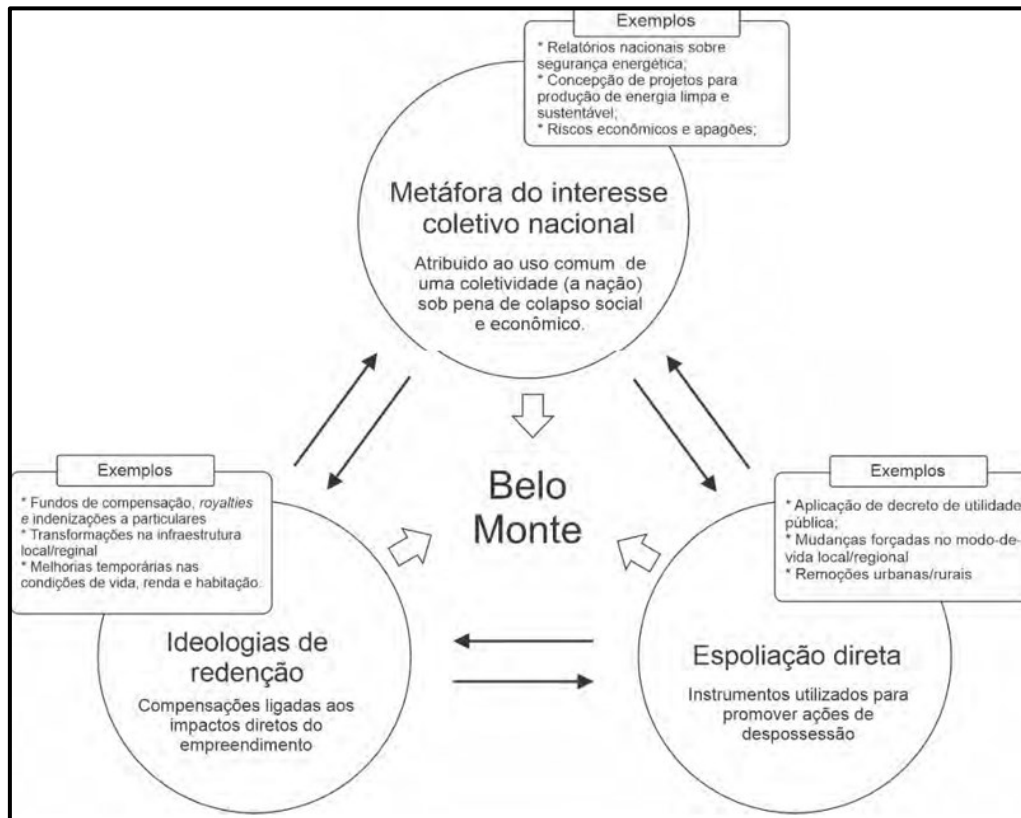 Exemplos
* Relatórios nacionais sobre
segurança energética;
* Concepção de projetos para
produção de energia limpa e
sustentável;
* Riscos econômicos e apagões;
Metáfora do interesse
coletivo nacional
Atribuido ao uso comum de
uma coletividade (a nação)
sob pena de colapso social
e econômico.
Belo
Monte
Exemplos
* Fundos de compensação, royalties
e indenizações a particulares
* Transformações na infraestrutura
local/reginal
* Melhorias temporárias nas
condições de vida, renda e habitação.
Ideologias de
redenção
Compensações ligadas aos
impactos diretos do
empreendimento
Exemplos
* Aplicação de decreto de utilidade
pública;
* Mudanças forçadas no modo-de-
vida local/regional
* Remoções urbanas/rurais
Espoliação direta
Instrumentos utilizados para
promover ações de
despossessão